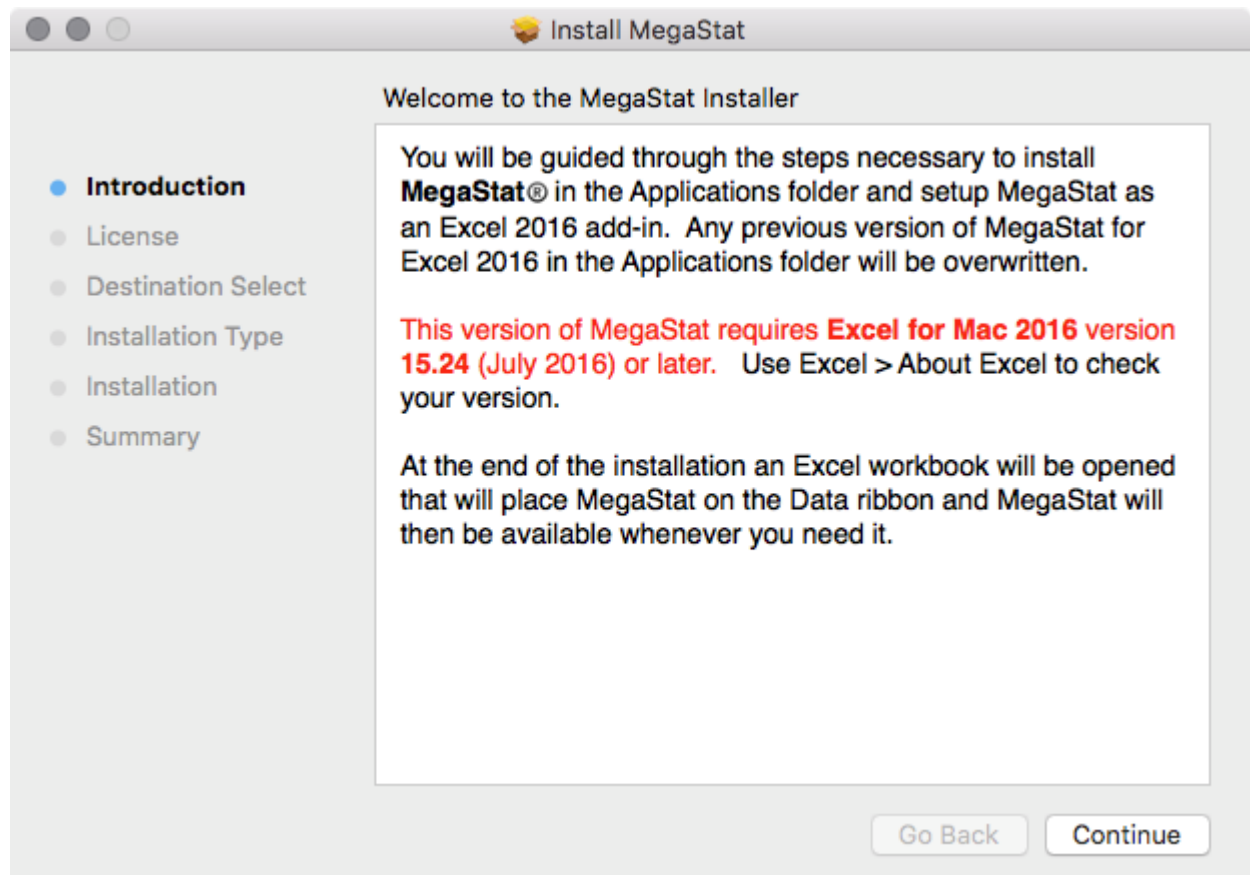 Install MegaStat
Welcome to the MegaStat Installer
Introduction
License
Destination Select
Installation Type
Installation
Summary
You will be guided through the steps necessary to install
MegaStat® in the Applications folder and setup MegaStat as
an Excel 2016 add-in.  Any previous version of MegaStat for
Excel 2016 in the Applications folder will be overwritten.
This version of MegaStat requires Excel for Mac 2016 version
15.24 (July 2016) or later.   Use Excel > About Excel to check
your version.
At the end of the installation an Excel workbook will be opened
that will place MegaStat on the Data ribbon and MegaStat will
then be available whenever you need it.
Go Back
Continue